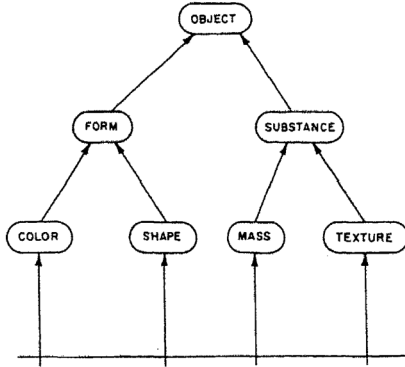 OBJECT
FORM
SUBSTANCE
COLOR
SHAPE
MASS
TEXTURE